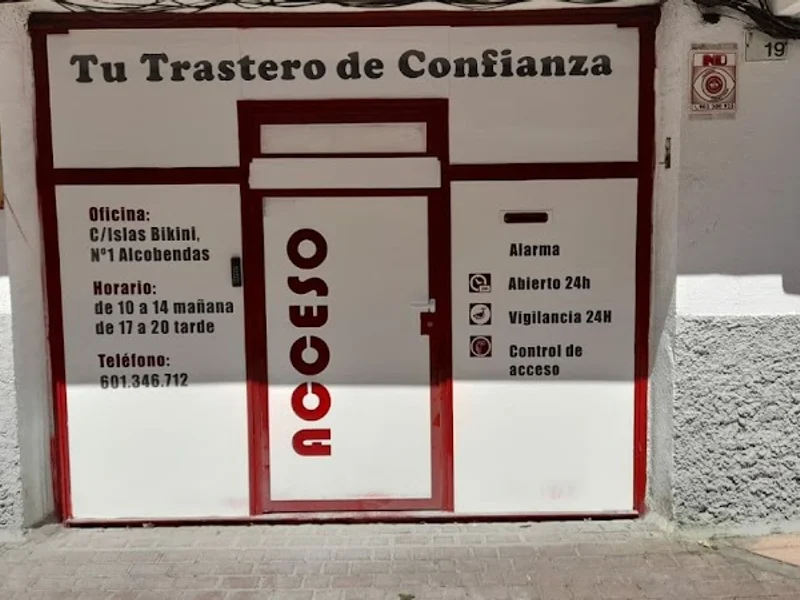 Tu Trastero de Confianza
19
NO
Oficina:
C/Islas Bikini,
Nº1 Alcobendas
Horario:
de 10 a 14 mañana
de 17 a 20 tarde
Teléfono:
601.346.712
ACCESO
Alarma
Abierto 24h
Vigilancia 24H
Control de
acceso